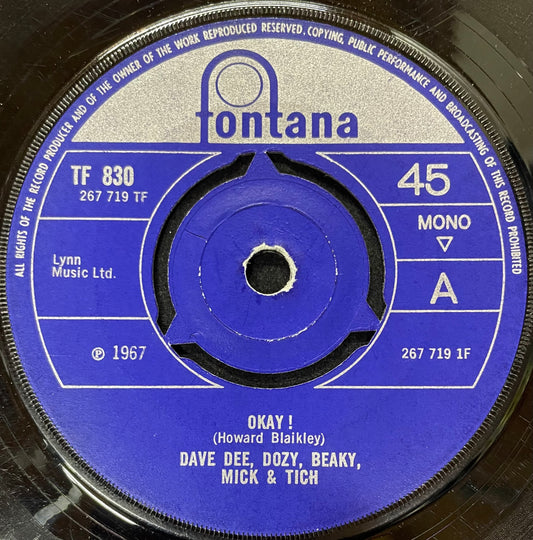 ALL RIGHTS OF THE RECORD PRODUCER AND OF THE OWNER OF THE WORK REPRODUCED RESERVED. COPYING, PUBLIC PERFORMANCE AND BROADCASTING OF THIS RECORD PROHIBITED
fontana
TF 830
267 719 TF
45
MONO
A
Lynn
Music Ltd.
℗ 1967
267 719 1F
OKAY!
(Howard Blaikley)
DAVE DEE, DOZY, BEAKY,
MICK & TICH